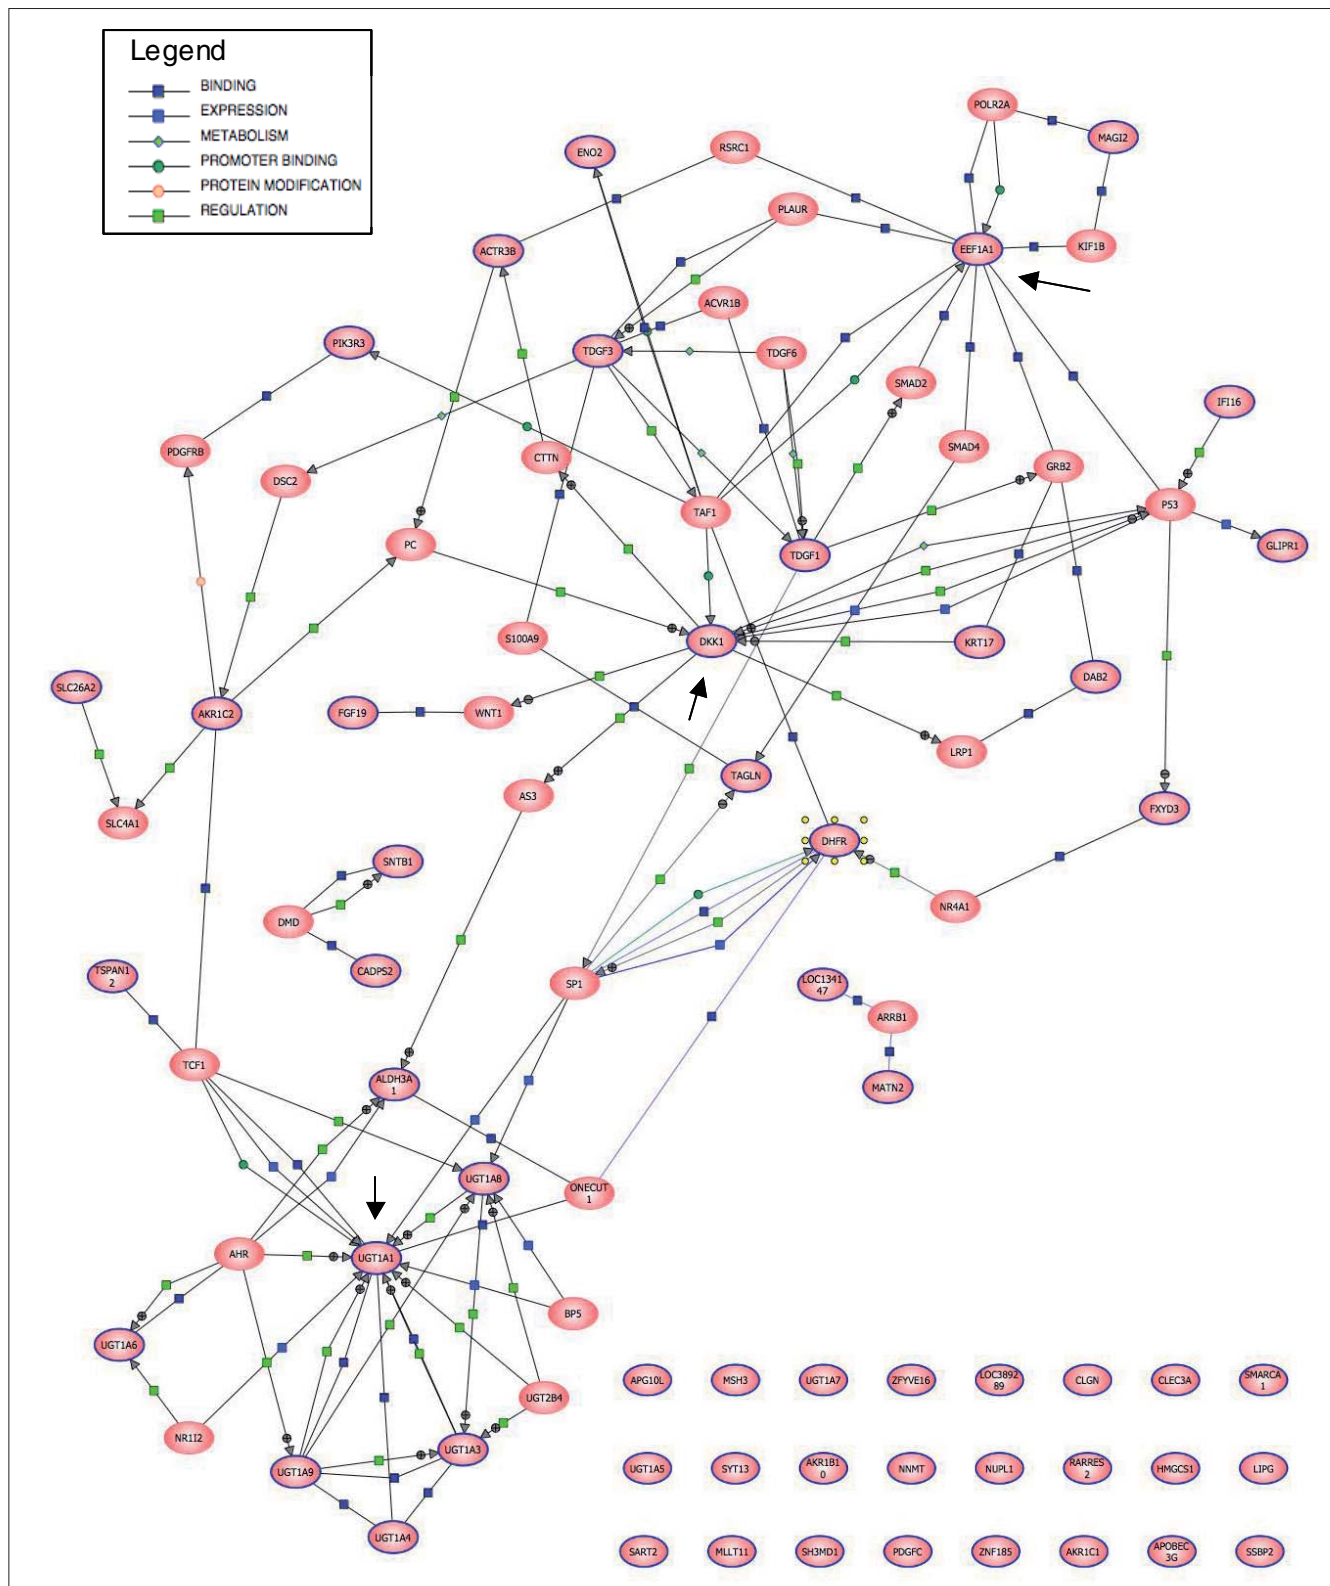 Legend
BINDING
EXPRESSION
METABOLISM
PROMOTER BINDING
PROTEIN MODIFICATION
REGULATION
POLR2A
MAGI2
ENO2
RSRC1
PLAUR
ACTR3B
EEF1A1
KIF1B
ACVR1B
PIK3R3
TDGF3
TDGF6
SMAD2
IFI16
PDGFRB
DSC2
CTTN
SMAD4
GRB2
P53
TAF1
PC
TDGF1
GLIPR1
S100A9
DKK1
KRT17
DAB2
SLC26A2
AKR1C2
FGF19
WNT1
LRP1
TAGLN
AS3
SLC4A1
FXYD3
DHFR
SNTB1
DMD
NR4A1
CADPS2
TSPAN1
2
SP1
LOC1341
47
ARRB1
TCF1
ALDH3A
1
MATN2
UGT1A8
ONECUT
1
AHR
UGT1A1
BP5
UGT1A6
UGT2B4
NR1I2
UGT1A3
UGT1A9
UGT1A4
APG10L
MSH3
UGT1A7
ZFYVE16
LOC3892
89
CLGN
CLEC3A
SMARCA
1
UGT1A5
SYT13
AKR1B1
0
NNMT
NUPL1
RARRES
2
HMGCS1
LIPG
SART2
MLLT11
SH3MD1
PDGFC
ZNF185
AKR1C1
APOBEC
3G
SSBP2